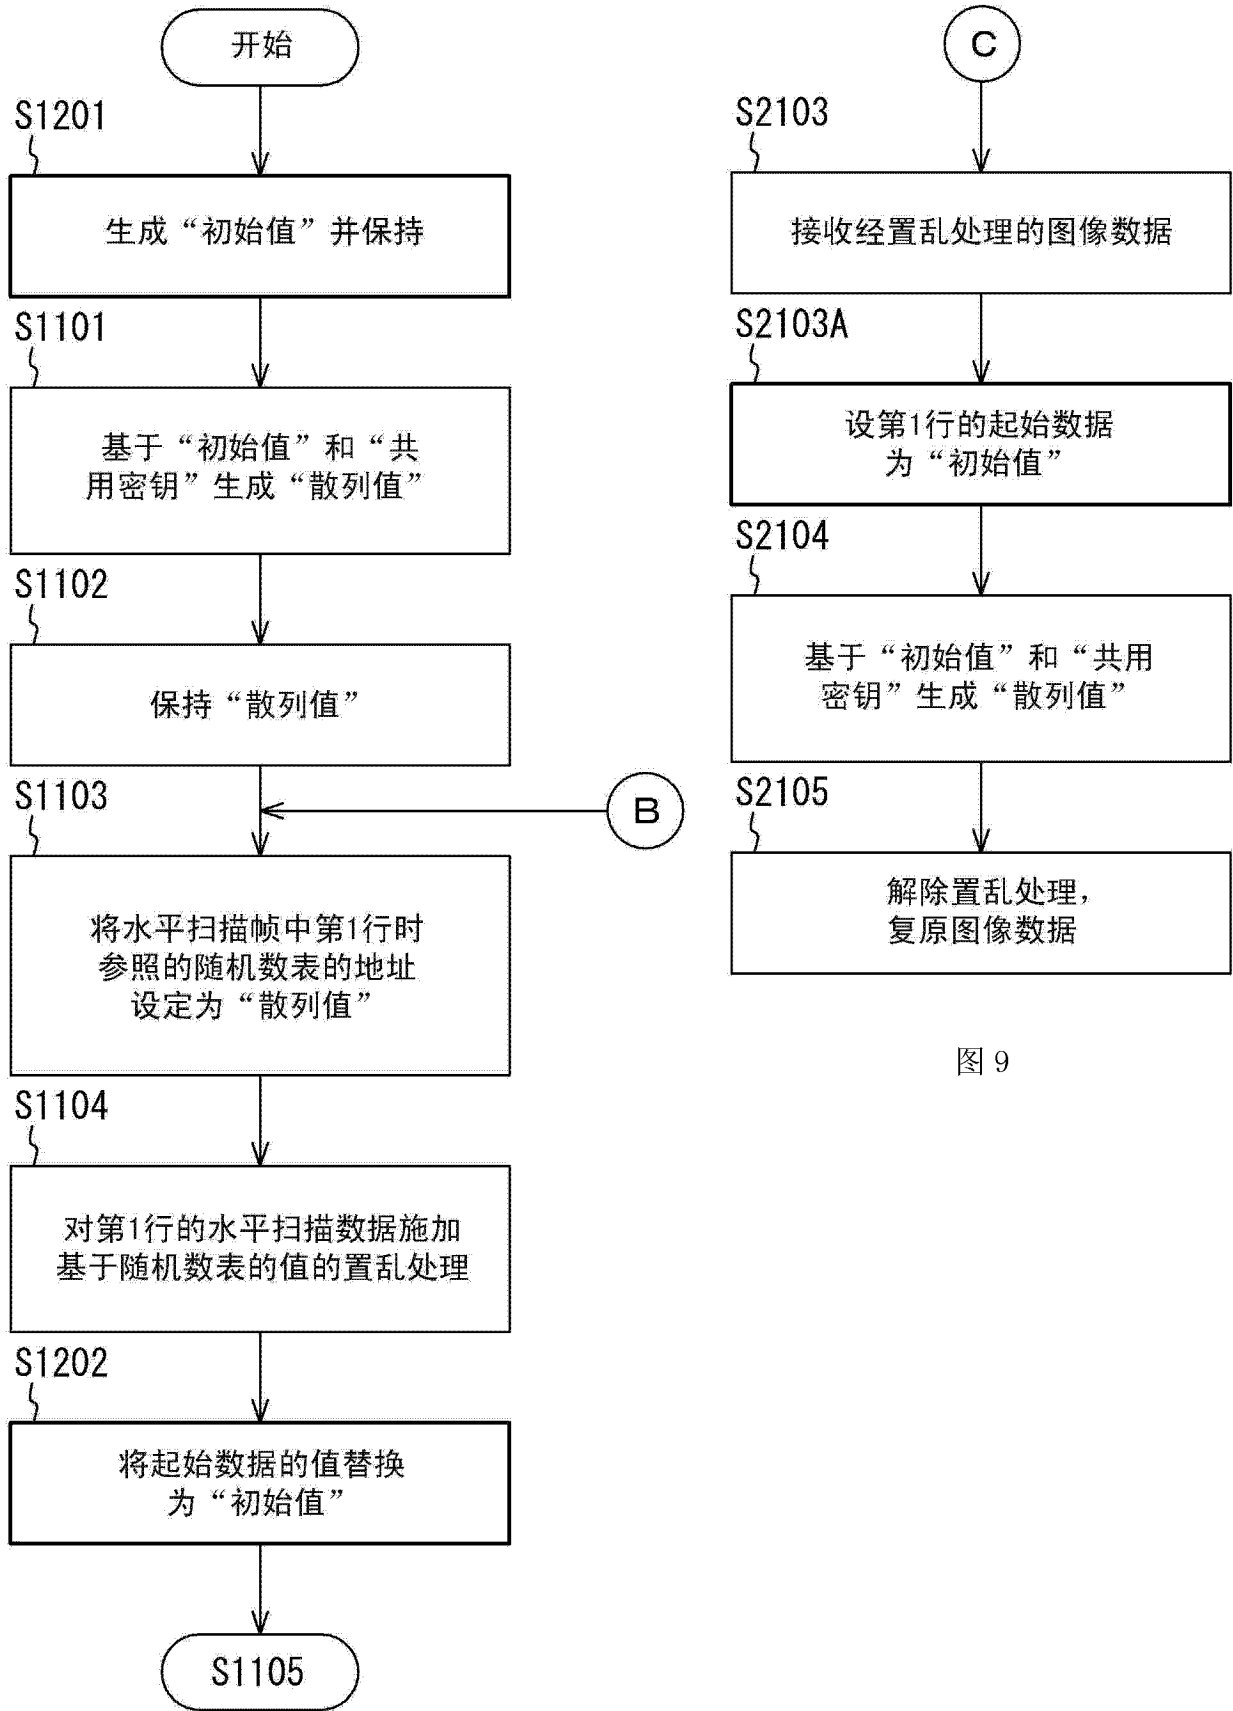 开始
S1201
生成“初始值”并保持
S1101
基于“初始值”和“共
用密钥”生成“散列值”
S1102
保持“散列值”
S1103
B
将水平扫描帧中第1行时
参照的随机数表的地址
设定为“散列值”
S1104
对第1行的水平扫描数据施加
基于随机数表的值的置乱处理
S1202
将起始数据的值替换
为“初始值”
S1105
C
S2103
接收经置乱处理的图像数据
S2103A
设第1行的起始数据
为“初始值”
S2104
基于“初始值”和“共用
密钥”生成“散列值”
S2105
解除置乱处理,
复原图像数据
图 9